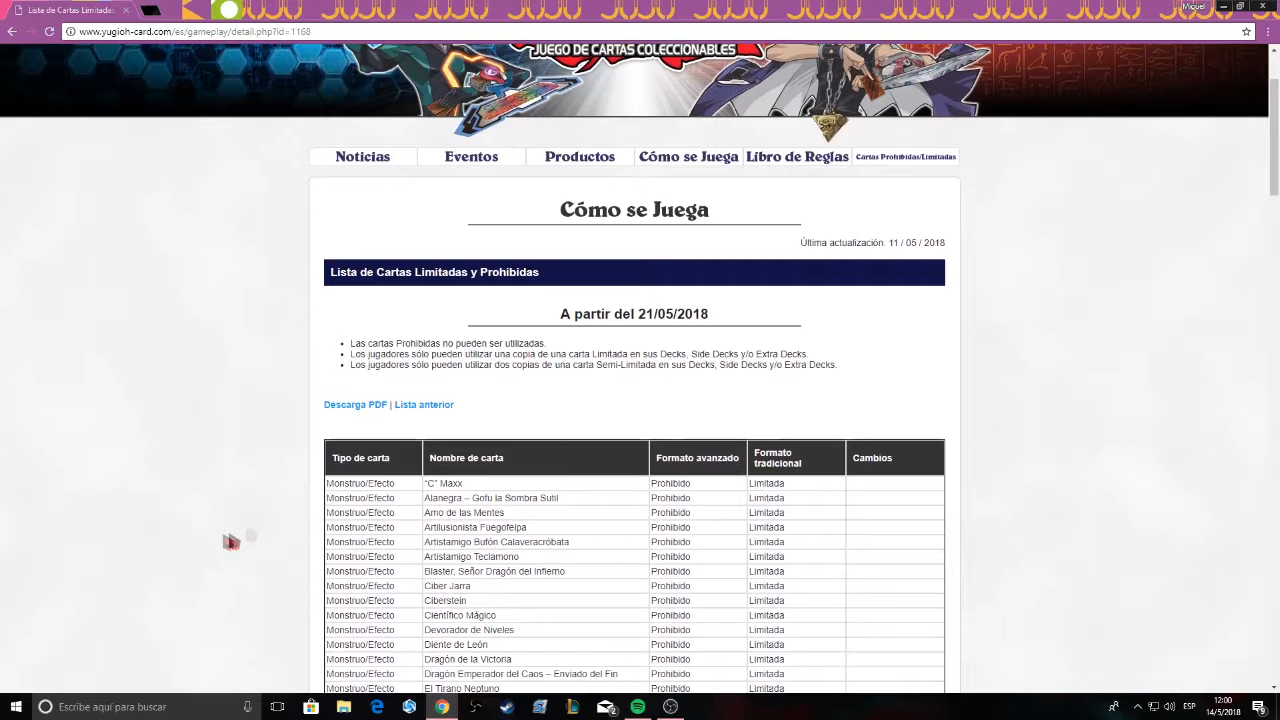 Lista de Cartas Limitadas
Miguel
www.yugioh-card.com/es/gameplay/detail.php?id=1168
JUEGO DE CARTAS COLECCIONABLES
Noticias Eventos Productos Cómo se Juega Libro de Reglas Cartas Prohibidas/Limitadas
Cómo se Juega
Última actualización: 11 / 05 / 2018
Lista de Cartas Limitadas y Prohibidas
A partir del 21/05/2018
Las cartas Prohibidas no pueden ser utilizadas.
Los jugadores sólo pueden utilizar una copia de una carta Limitada en sus Decks, Side Decks y/o Extra Decks.
Los jugadores sólo pueden utilizar dos copias de una carta Semi-Limitada en sus Decks, Side Decks y/o Extra Decks.
Descarga PDF | Lista anterior
Tipo de carta Nombre de carta Formato avanzado Formato tradicional Cambios
Monstruo/Efecto "C" Maxx Prohibido Limitada
Monstruo/Efecto Alanegra – Gofu la Sombra Sutil Prohibido Limitada
Monstruo/Efecto Amo de las Mentes Prohibido Limitada
Monstruo/Efecto Artilusionista Fuegofelpa Prohibido Limitada
Monstruo/Efecto Artistamigo Bufón Calaveracróbata Prohibido Limitada
Monstruo/Efecto Artistamigo Teclamono Prohibido Limitada
Monstruo/Efecto Blaster, Señor Dragón del Infierno Prohibido Limitada
Monstruo/Efecto Ciber Jarra Prohibido Limitada
Monstruo/Efecto Ciberstein Prohibido Limitada
Monstruo/Efecto Científico Mágico Prohibido Limitada
Monstruo/Efecto Devorador de Niveles Prohibido Limitada
Monstruo/Efecto Diente de León Prohibido Limitada
Monstruo/Efecto Dragón de la Victoria Prohibido Limitada
Monstruo/Efecto Dragón Emperador del Caos – Enviado del Fin Prohibido Limitada
Monstruo/Efecto El Tirano Neptuno Prohibido Limitada
Escribe aquí para buscar
ESP
12:00
14/5/2018